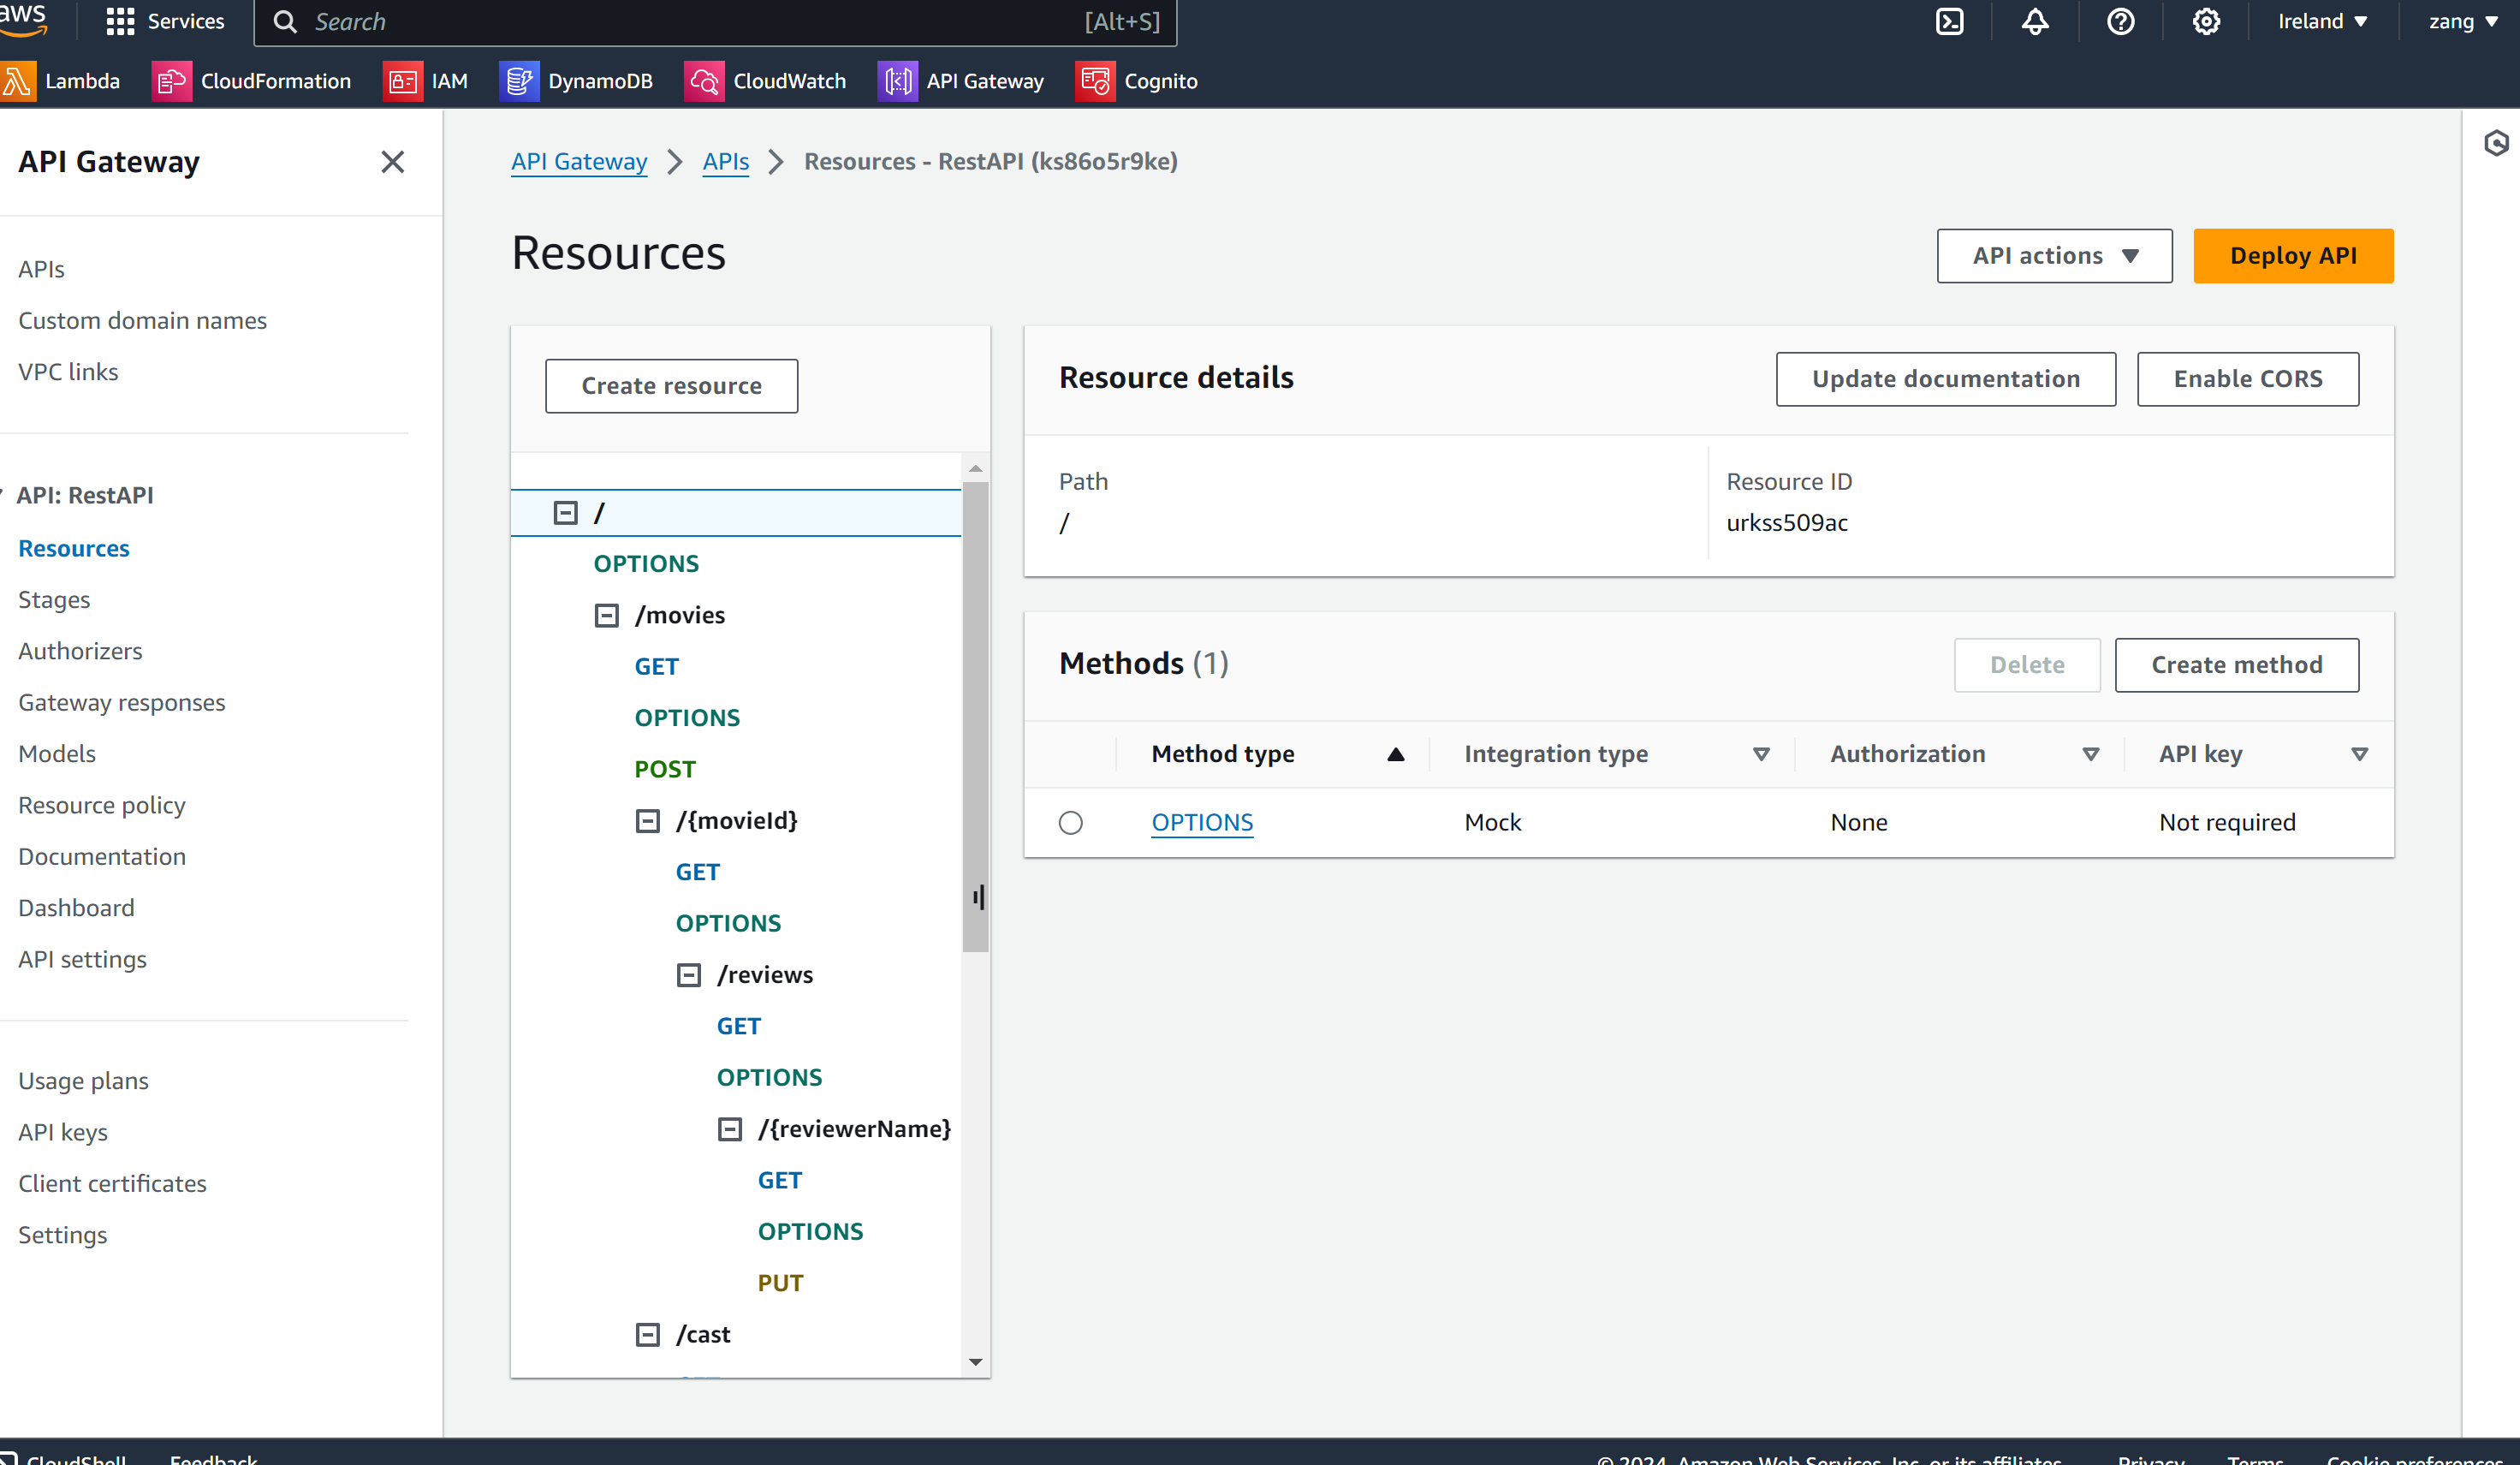 aws
Services
Search
[Alt+S]
Ireland
zang
Lambda
CloudFormation
IAM
DynamoDB
CloudWatch
API Gateway
Cognito
API Gateway
APIs
Custom domain names
VPC links
API: RestAPI
Resources
Stages
Authorizers
Gateway responses
Models
Resource policy
Documentation
Dashboard
API settings
Usage plans
API keys
Client certificates
Settings
API Gateway > APIs > Resources - RestAPI (ks86o5r9ke)
Resources
API actions
Deploy API
Create resource
/
OPTIONS
/movies
GET
OPTIONS
POST
/{movieId}
GET
OPTIONS
/reviews
GET
OPTIONS
/{reviewerName}
GET
OPTIONS
PUT
/cast
Resource details
Update documentation
Enable CORS
Path
/
Resource ID
urkss509ac
Methods (1)
Delete
Create method
Method type
Integration type
Authorization
API key
OPTIONS
Mock
None
Not required
CloudShell
Feedback
© 2024, Amazon Web Services, Inc. or its affiliates.
Privacy
Terms
Cookie preferences